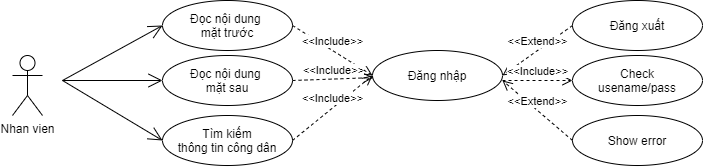 Nhan vien
Đọc nội dung
mặt trước
Đọc nội dung
mặt sau
Tìm kiếm
thông tin công dân
<<Include>>
<<Include>>
<<Include>>
Đăng nhập
<<Extend>>
<<Include>>
<<Extend>>
Đăng xuất
Check
usename/pass
Show error